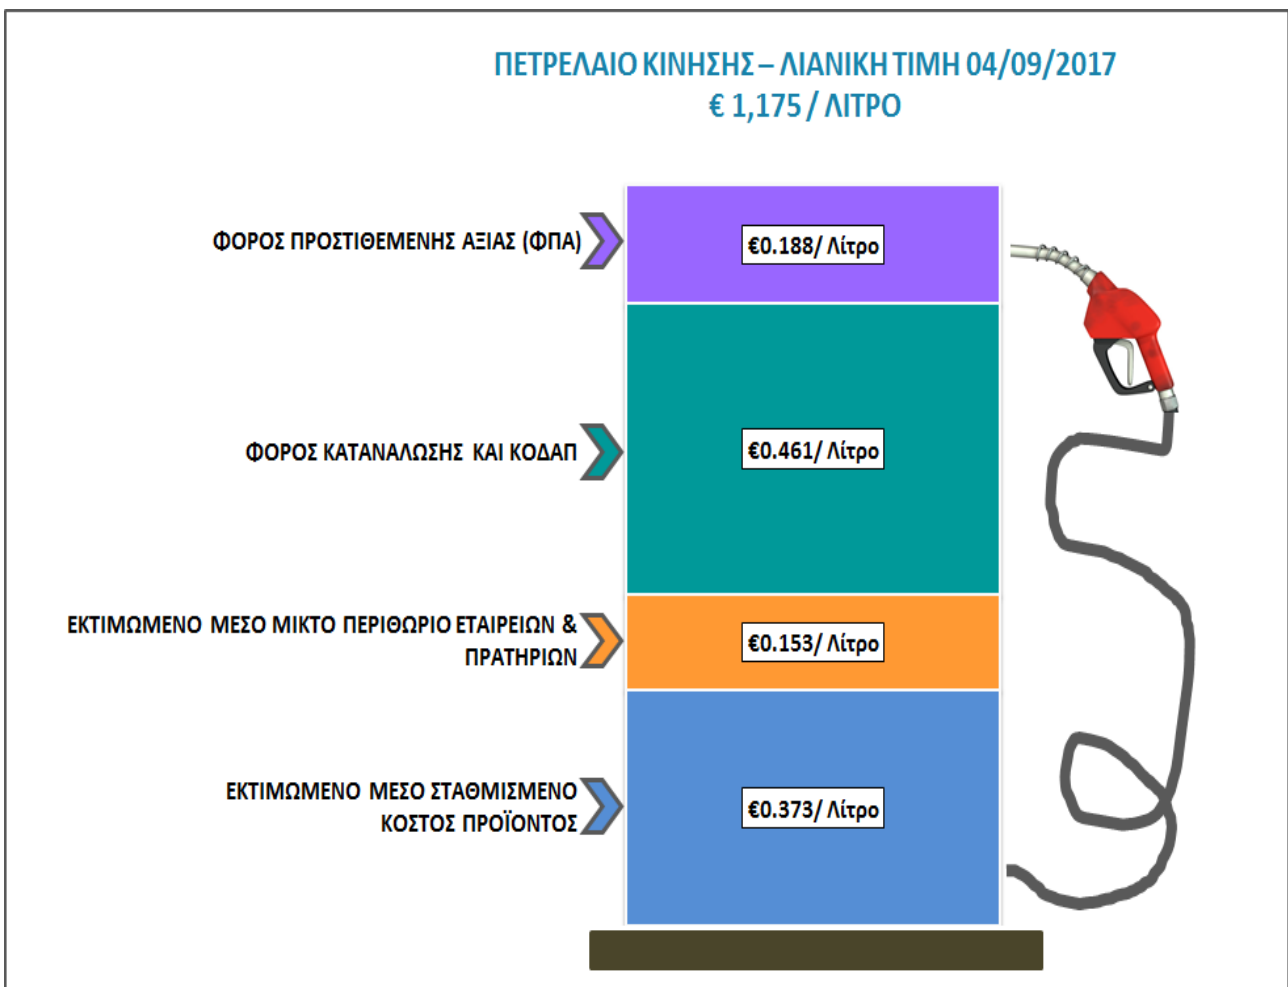 ΠΕΤΡΕΛΑΙΟ ΚΙΝΗΣΗΣ – ΛΙΑΝΙΚΗ ΤΙΜΗ 04/09/2017
€ 1,175 / ΛΙΤΡΟ
ΦΟΡΟΣ ΠΡΟΣΤΙΘΕΜΕΝΗΣ ΑΞΙΑΣ (ΦΠΑ)
€0.188/ Λίτρο
ΦΟΡΟΣ ΚΑΤΑΝΑΛΩΣΗΣ ΚΑΙ ΚΟΔΑΠ
€0.461/ Λίτρο
ΕΚΤΙΜΩΜΕΝΟ ΜΕΣΟ ΜΙΚΤΟ ΠΕΡΙΘΩΡΙΟ ΕΤΑΙΡΕΙΩΝ &
ΠΡΑΤΗΡΙΩΝ
€0.153/ Λίτρο
ΕΚΤΙΜΩΜΕΝΟ ΜΕΣΟ ΣΤΑΘΜΙΣΜΕΝΟ
ΚΟΣΤΟΣ ΠΡΟΪΟΝΤΟΣ
€0.373/ Λίτρο